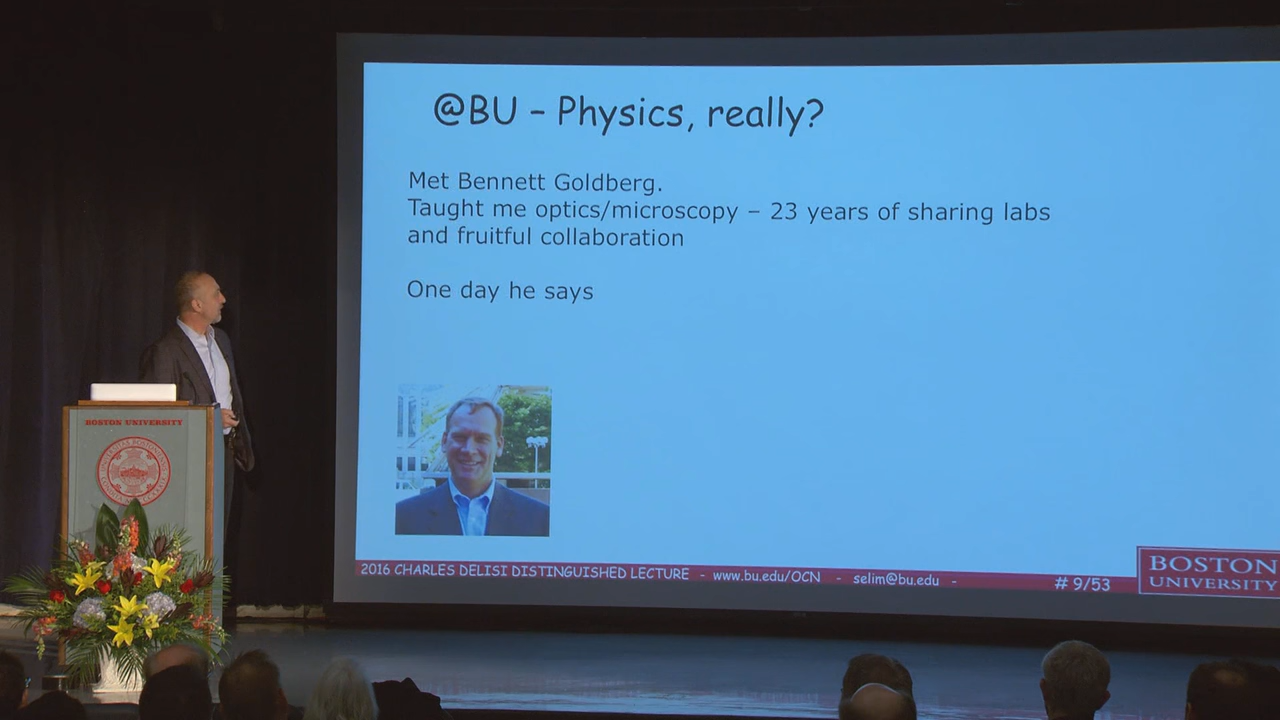 @BU – Physics, really?
Met Bennett Goldberg.
Taught me optics/microscopy – 23 years of sharing labs
and fruitful collaboration
One day he says
BOSTON UNIVERSITY
2016 CHARLES DELISI DISTINGUISHED LECTURE - www.bu.edu/OCN - selim@bu.edu -
# 9/53
BOSTON
UNIVERSITY